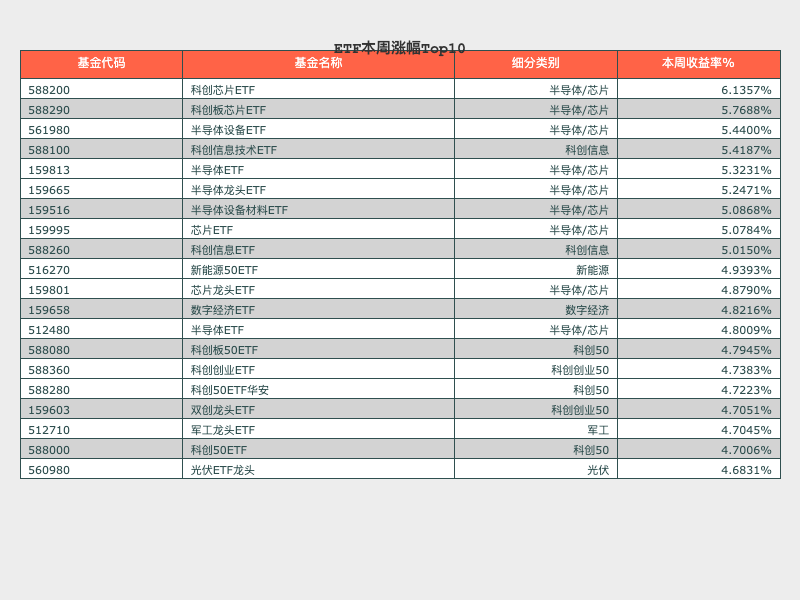 ETF本周涨幅Top10
基金代码 基金名称 细分类别 本周收益率%
588200 科创芯片ETF 半导体/芯片 6.1357%
588290 科创板芯片ETF 半导体/芯片 5.7688%
561980 半导体设备ETF 半导体/芯片 5.4400%
588100 科创信息技术ETF 科创信息 5.4187%
159813 半导体ETF 半导体/芯片 5.3231%
159665 半导体龙头ETF 半导体/芯片 5.2471%
159516 半导体设备材料ETF 半导体/芯片 5.0868%
159995 芯片ETF 半导体/芯片 5.0784%
588260 科创信息ETF 科创信息 5.0150%
516270 新能源50ETF 新能源 4.9393%
159801 芯片龙头ETF 半导体/芯片 4.8790%
159658 数字经济ETF 数字经济 4.8216%
512480 半导体ETF 半导体/芯片 4.8009%
588080 科创板50ETF 科创50 4.7945%
588360 科创创业ETF 科创创业50 4.7383%
588280 科创50ETF华安 科创50 4.7223%
159603 双创龙头ETF 科创创业50 4.7051%
512710 军工龙头ETF 军工 4.7045%
588000 科创50ETF 科创50 4.7006%
560980 光伏ETF龙头 光伏 4.6831%